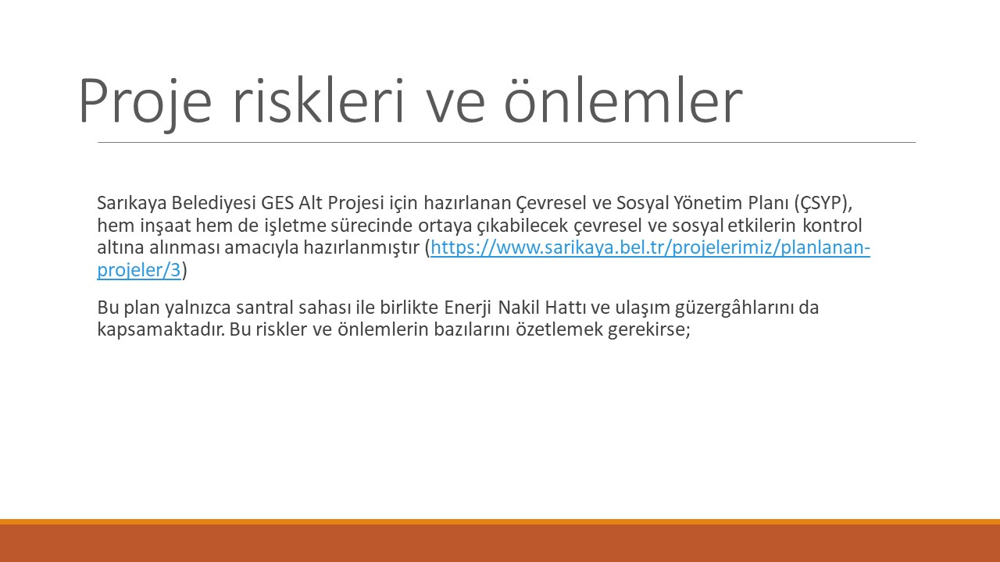 Proje riskleri ve önlemler
Sarıkaya Belediyesi GES Alt Projesi için hazırlanan Çevresel ve Sosyal Yönetim Planı (ÇSYP),
hem inşaat hem de işletme sürecinde ortaya çıkabilecek çevresel ve sosyal etkilerin kontrol
altına alınması amacıyla hazırlanmıştır (https://www.sarikaya.bel.tr/projelerimiz/planlanan-
projeler/3)
Bu plan yalnızca santral sahası ile birlikte Enerji Nakil Hattı ve ulaşım güzergâhlarını da
kapsamaktadır. Bu riskler ve önlemlerin bazılarını özetlemek gerekirse;